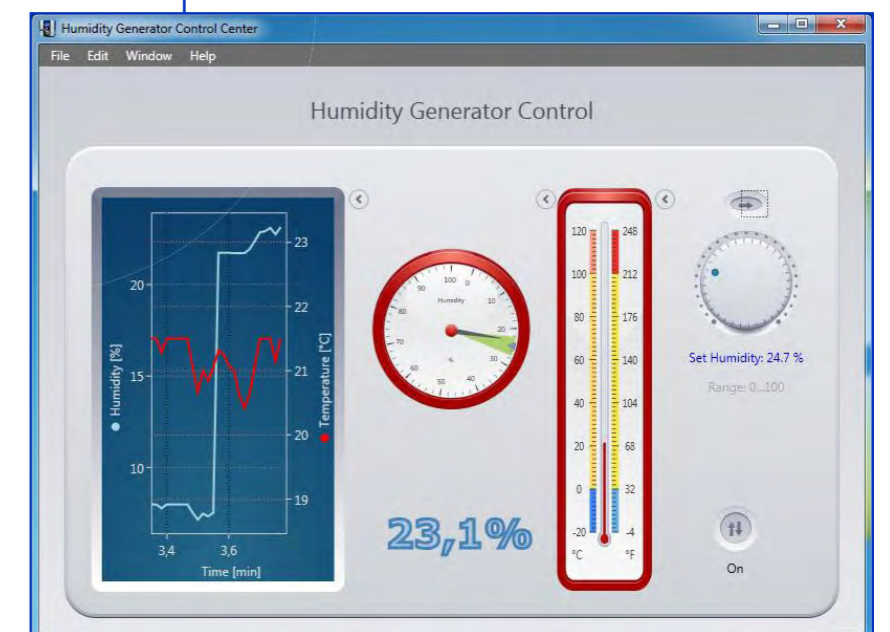 Humidity Generator Control Center
File Edit Window Help
Humidity Generator Control
Humidity [%]
20
15
10
23
22
21
20
19
Temperature [°C]
3,4 3,6
Time [min]
100 0
90 10
Humidity
80 20
70 30
%
60 40
50
23,1%
120 248
100 212
80 176
60 140
40 104
20 68
0 32
-20 -4
°C °F
Set Humidity: 24.7 %
Range: 0...100
On